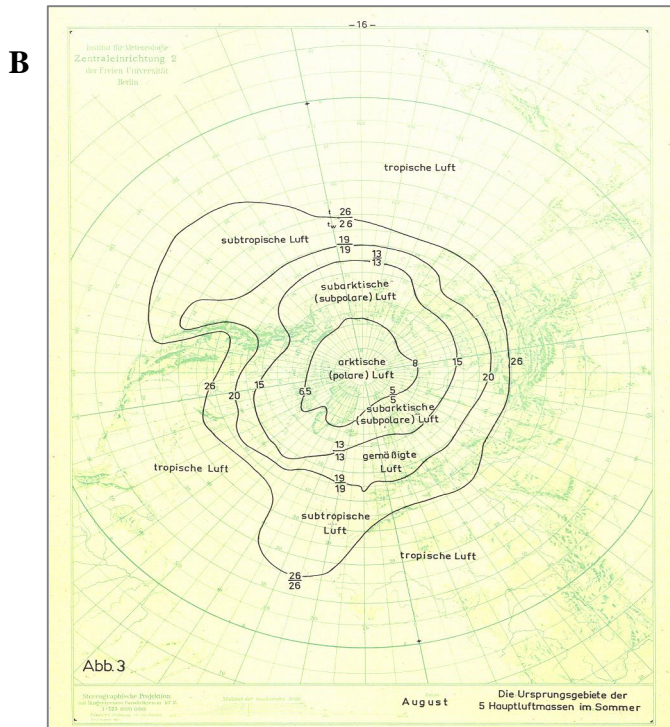 B
-16-
Institut für Meteorologie
Zentraleinrichtung 2
der Freien Universität
Berlin
tropische Luft
t 26
tw 26
subtropische Luft
19
19
13
13
subarktische
(subpolare) Luft
arktische
(polare) Luft
8
15
20
26
26
20
15
6,5
5
5
subarktische
(subpolare) Luft
13
13
gemäßigte
Luft
tropische Luft
19
19
subtropische
Luft
tropische Luft
26
26
Abb.3
Stereographische Projektion
August
Die Ursprungsgebiete der
5 Hauptluftmassen im Sommer